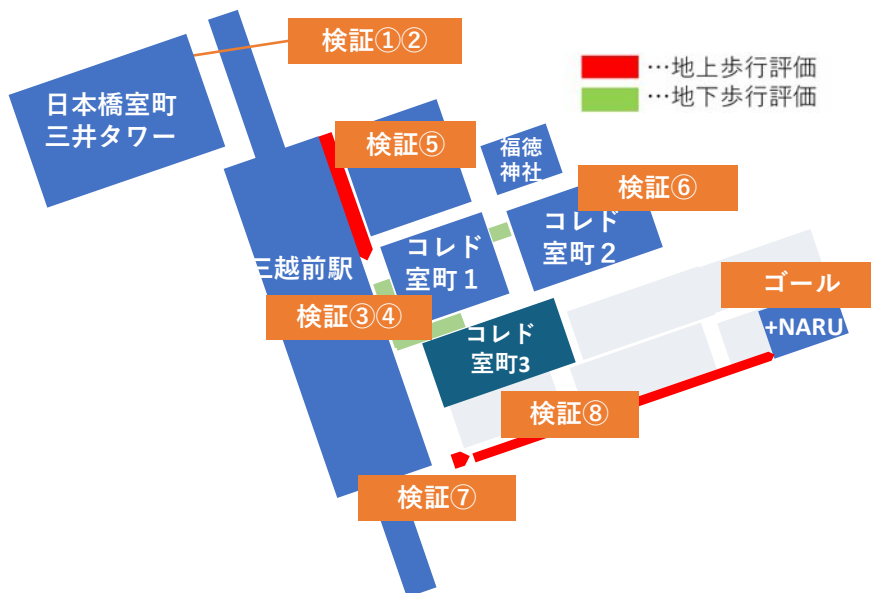 検証①②
日本橋室町
三井タワー
…地上歩行評価
…地下歩行評価
検証⑤
福徳
神社
検証⑥
コレド
室町２
コレド
室町１
三越前駅
ゴール
+NARU
検証③④
コレド
室町3
検証⑧
検証⑦